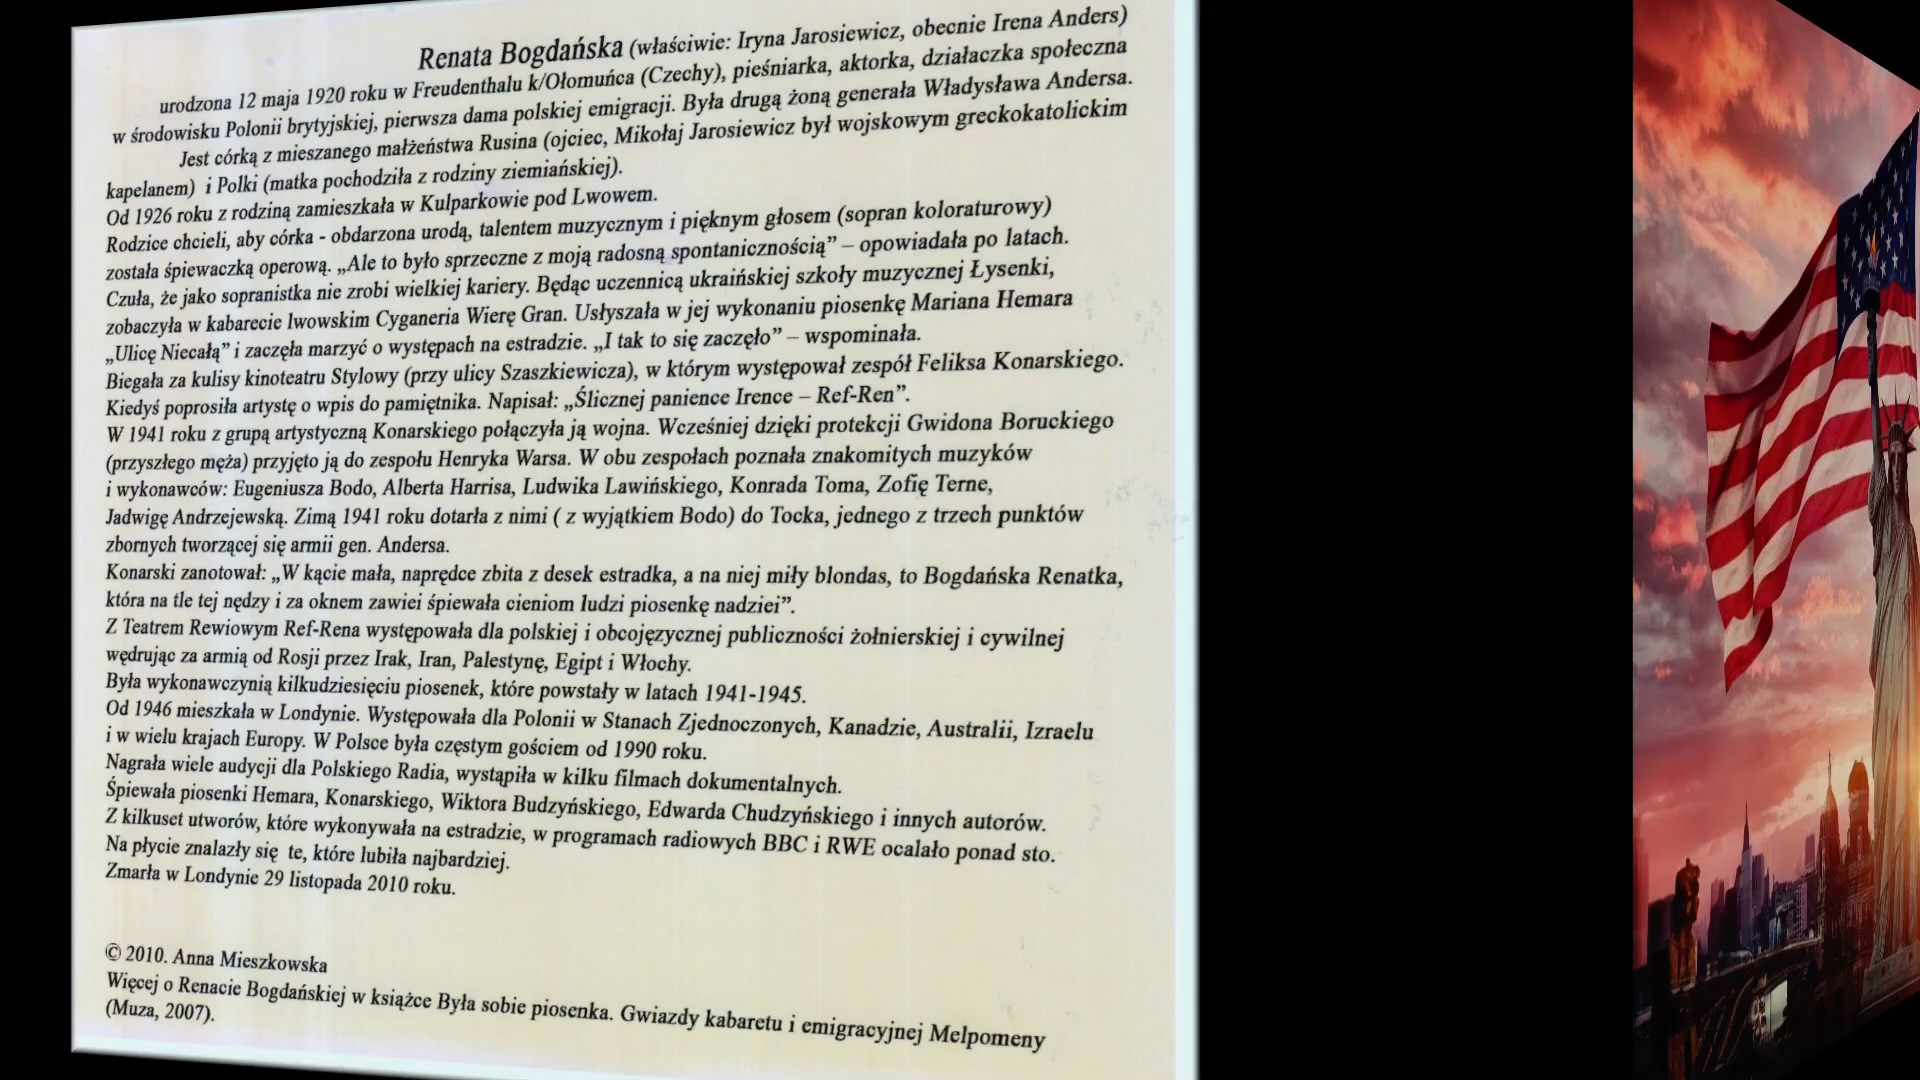 Renata Bogdańska (właściwie: Iryna Jarosiewicz, obecnie Irena Anders)
urodzona 12 maja 1920 roku w Freudenthalu k/Ołomuńca (Czechy), pieśniarka, aktorka, działaczka społeczna
w środowisku Polonii brytyjskiej, pierwsza dama polskiej emigracji. Była drugą żoną generała Władysława Andersa.
Jest córką z mieszanego małżeństwa Rusina (ojciec, Mikołaj Jarosiewicz był wojskowym greckokatolickim
kapelanem) i Polki (matka pochodziła z rodziny ziemiańskiej).
Od 1926 roku z rodziną zamieszkała w Kulparkowie pod Lwowem.
Rodzice chcieli, aby córka - obdarzona urodą, talentem muzycznym i pięknym głosem (sopran koloraturowy)
została śpiewaczką operową. „Ale to było sprzeczne z moją radosną spontanicznością” – opowiadała po latach.
Czuła, że jako sopranistka nie zrobi wielkiej kariery. Będąc uczennicą ukraińskiej szkoły muzycznej Łysenki,
zobaczyła w kabarecie lwowskim Cyganeria Wierę Gran. Usłyszała w jej wykonaniu piosenkę Mariana Hemara
„Ulicę Niecałą” i zaczęła marzyć o występach na estradzie. „I tak to się zaczęło” – wspominała.
Biegała za kulisy kinoteatru Stylowy (przy ulicy Szaszkiewicza), w którym występował zespół Feliksa Konarskiego.
Kiedyś poprosiła artystę o wpis do pamiętnika. Napisał: „Ślicznej panience Irence – Ref-Ren”.
W 1941 roku z grupą artystyczną Konarskiego połączyła ją wojna. Wcześniej dzięki protekcji Gwidona Boruckiego
(przyszłego męża) przyjęto ją do zespołu Henryka Warsa. W obu zespołach poznała znakomitych muzyków
i wykonawców: Eugeniusza Bodo, Alberta Harrisa, Ludwika Lawińskiego, Konrada Toma, Zofię Terne,
Jadwigę Andrzejewską. Zimą 1941 roku dotarła z nimi ( z wyjątkiem Bodo) do Tocka, jednego z trzech punktów
zbornych tworzącej się armii gen. Andersa.
Konarski zanotował: „W kącie mała, naprędce zbita z desek estradka, a na niej miły blondas, to Bogdańska Renatka,
która na tle tej nędzy i za oknem zawiei śpiewała cieniom ludzi piosenkę nadziei”.
Z Teatrem Rewiowym Ref-Rena występowała dla polskiej i obcojęzycznej publiczności żołnierskiej i cywilnej
wędrując za armią od Rosji przez Irak, Iran, Palestynę, Egipt i Włochy.
Była wykonawczynią kilkudziesięciu piosenek, które powstały w latach 1941-1945.
Od 1946 mieszkała w Londynie. Występowała dla Polonii w Stanach Zjednoczonych, Kanadzie, Australii, Izraelu
i w wielu krajach Europy. W Polsce była częstym gościem od 1990 roku.
Nagrała wiele audycji dla Polskiego Radia, wystąpiła w kilku filmach dokumentalnych.
Śpiewała piosenki Hemara, Konarskiego, Wiktora Budzyńskiego, Edwarda Chudzyńskiego i innych autorów.
Z kilkuset utworów, które wykonywała na estradzie, w programach radiowych BBC i RWE ocalało ponad sto.
Na płycie znalazły się te, które lubiła najbardziej.
Zmarła w Londynie 29 listopada 2010 roku.
© 2010. Anna Mieszkowska
Więcej o Renacie Bogdańskiej w książce Była sobie piosenka. Gwiazdy kabaretu i emigracyjnej Melpomeny
(Muza, 2007).